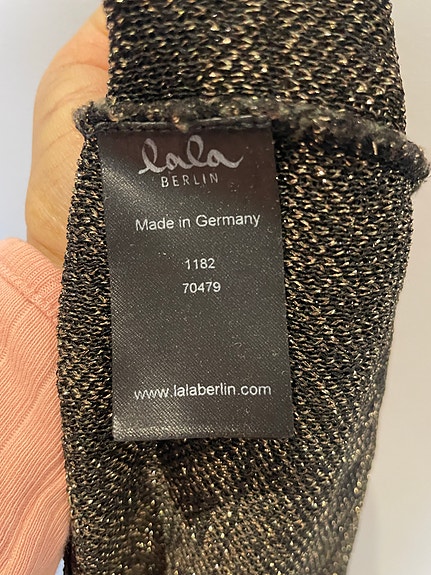 lala
BERLIN
Made in Germany
1182
70479
www.lalaberlin.com